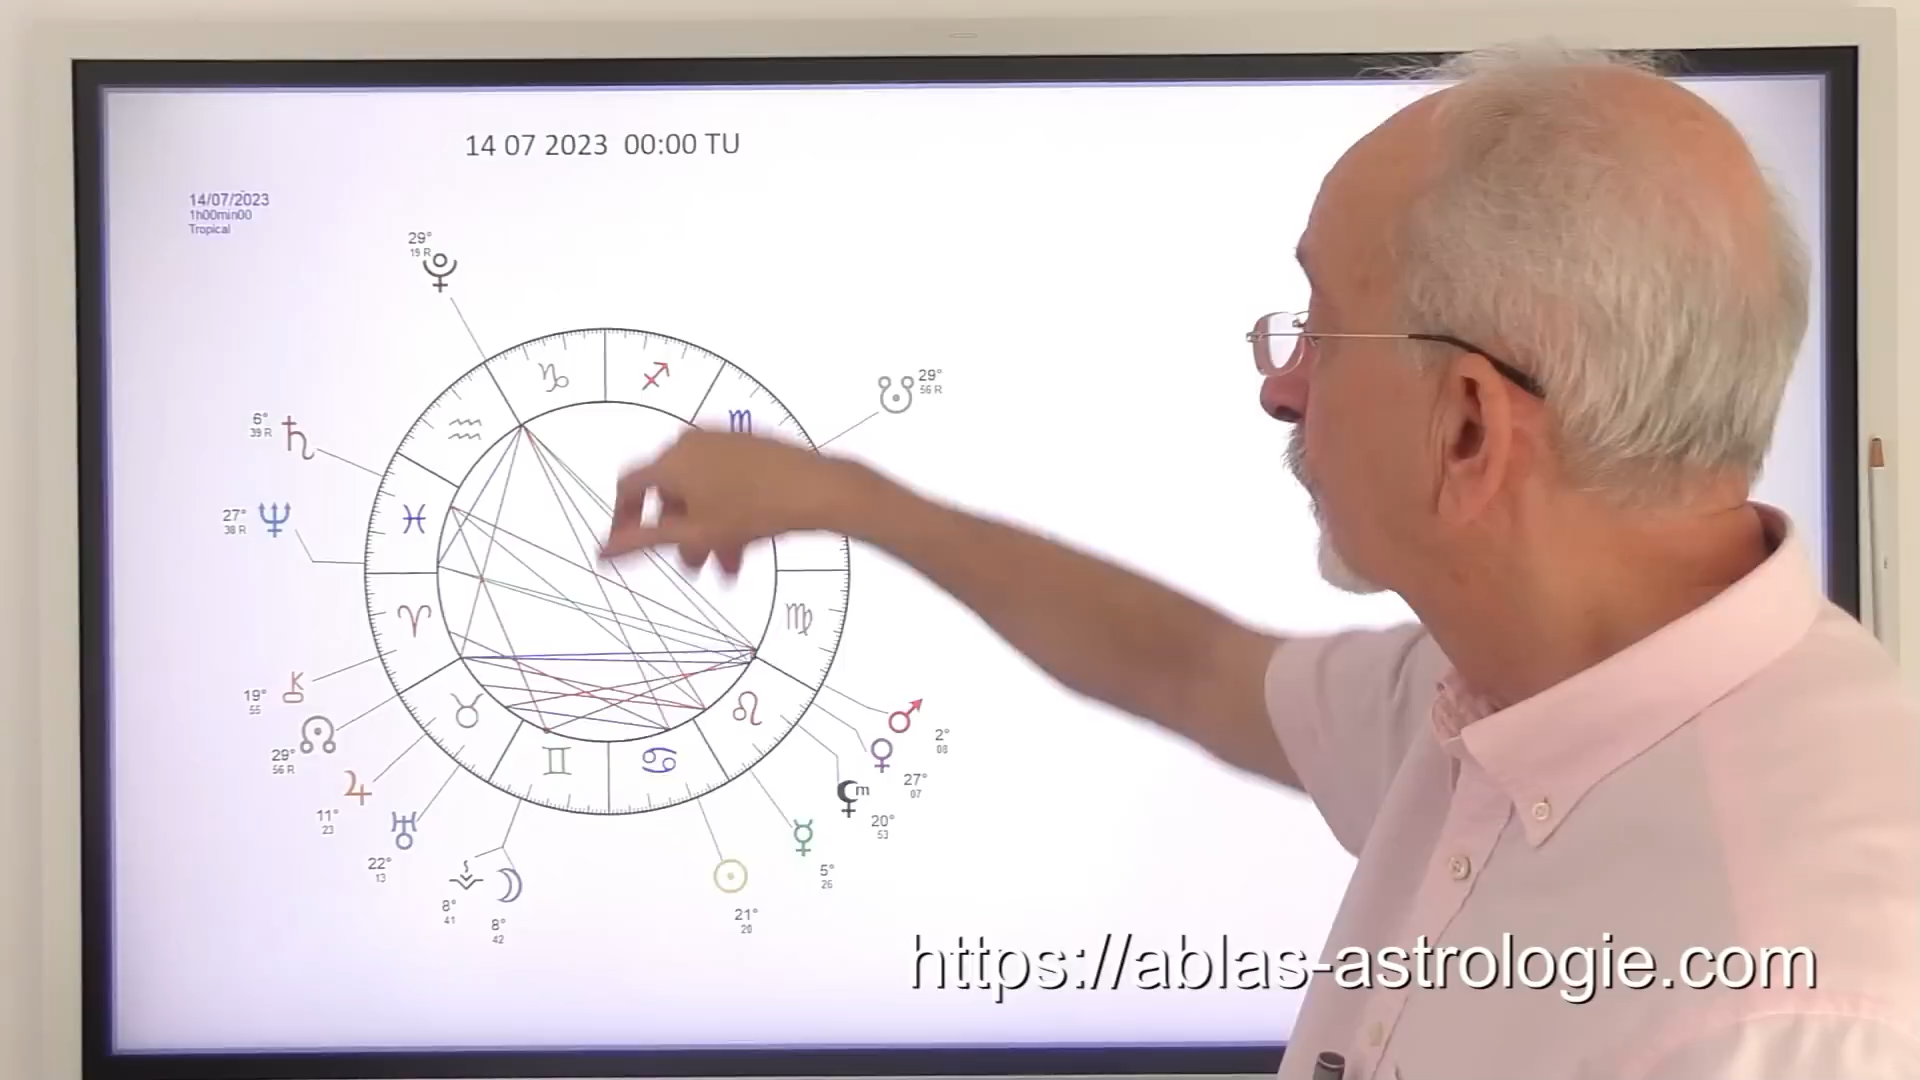 14 07 2023 00:00 TU
14/07/2023
1h00min00
Tropical
29°
19 R
29°
56 R
6°
39 R
27°
38 R
19°
55
29°
56 R
11°
23
22°
13
8°
41
8°
42
21°
20
5°
26
m
20°
53
27°
07
2°
08
https://ablas-astrologie.com